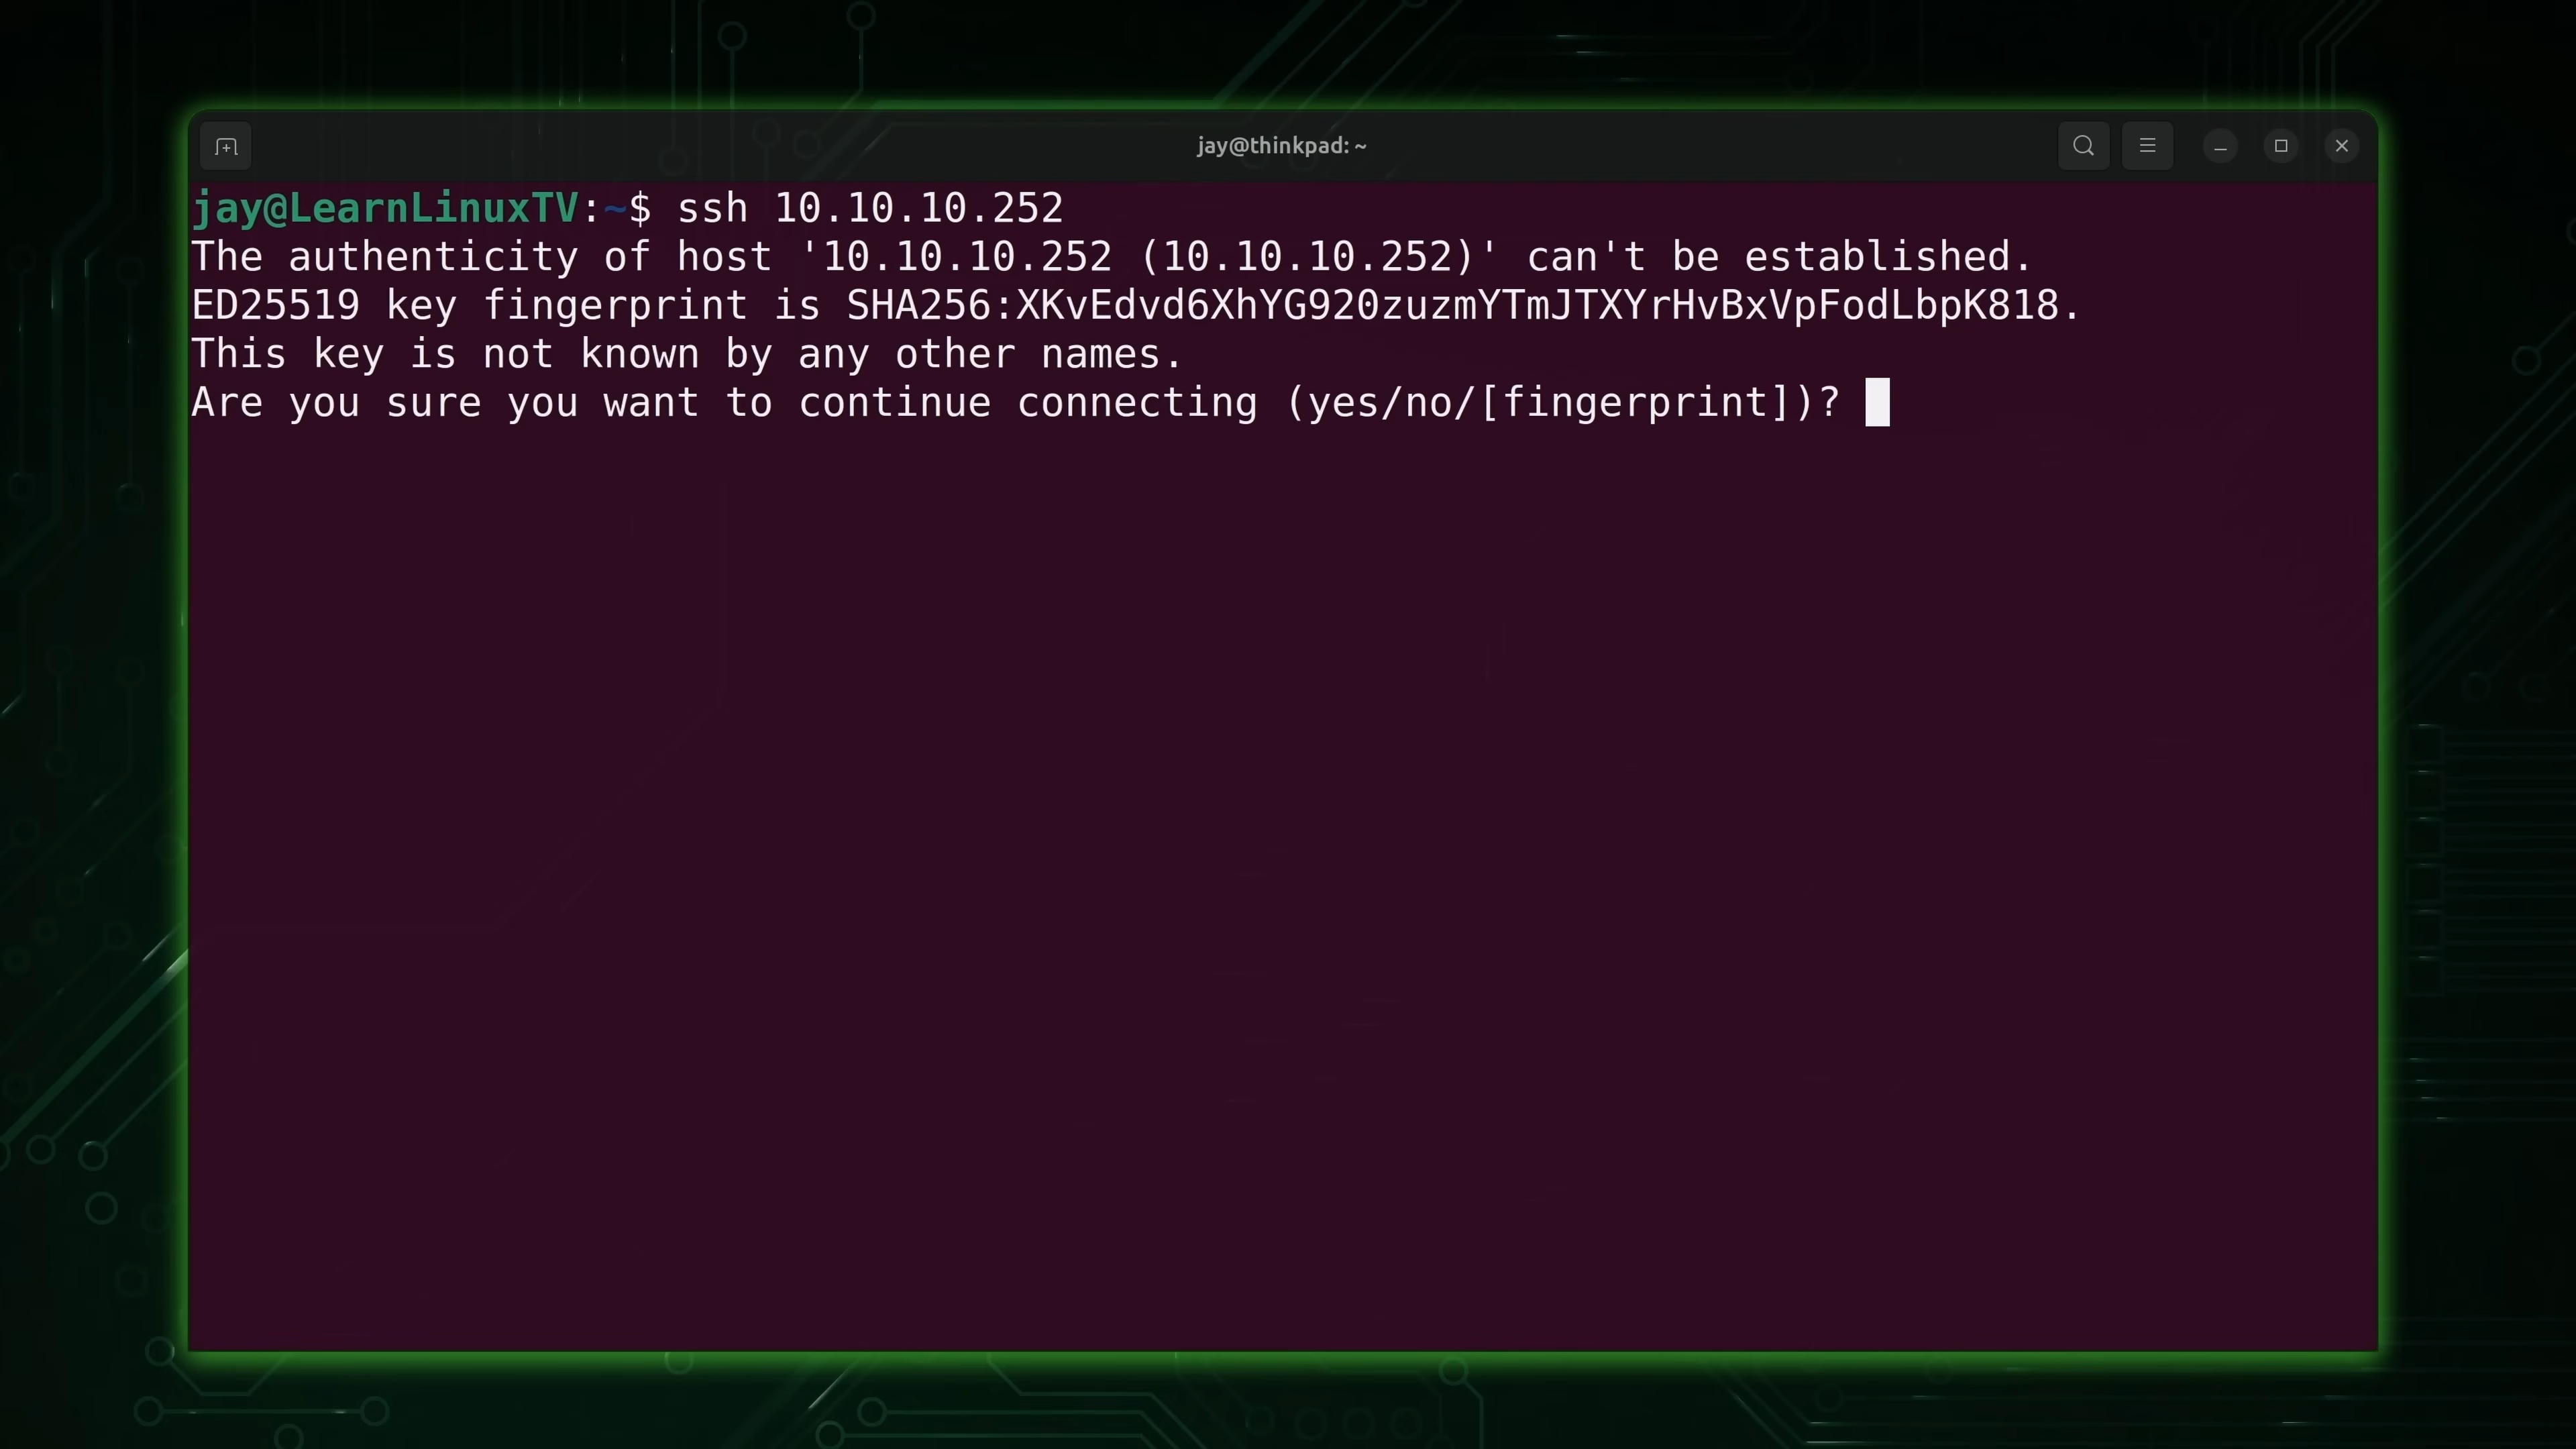 jay@thinkpad: ~
jay@LearnLinuxTV:~$ ssh 10.10.10.252
The authenticity of host '10.10.10.252 (10.10.10.252)' can't be established.
ED25519 key fingerprint is SHA256:XKvEdvd6XhYG920zuzmYTmJTXYrHvBxVpFodLbpK818.
This key is not known by any other names.
Are you sure you want to continue connecting (yes/no/[fingerprint])?